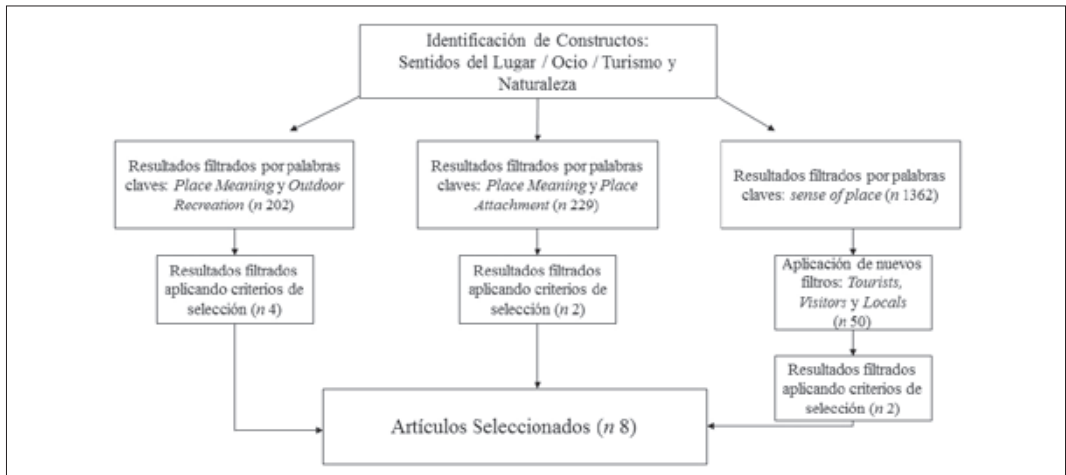 Identificación de Constructos:
Sentidos del Lugar / Ocio / Turismo y
Naturaleza
Resultados filtrados por palabras
claves: Place Meaning y Outdoor
Recreation (n 202)
Resultados filtrados por palabras
claves: Place Meaning y Place
Attachment (n 229)
Resultados filtrados por palabras
claves: sense of place (n 1362)
Resultados filtrados
aplicando criterios de
selección (n 4)
Resultados filtrados
aplicando criterios de
selección (n 2)
Aplicación de nuevos
filtros: Tourists,
Visitors y Locals
(n 50)
Resultados filtrados
aplicando criterios de
selección (n 2)
Artículos Seleccionados (n 8)